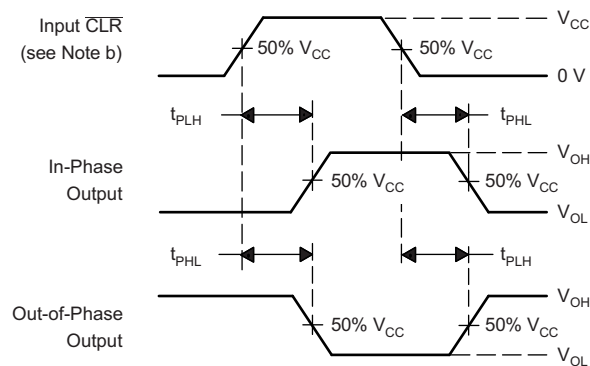 Input CLR
(see Note b)
50% VCC
50% VCC
VCC
0 V
tPLH
tPHL
In-Phase
Output
50% VCC
50% VCC
VOH
VOL
tPHL
tPLH
Out-of-Phase
Output
50% VCC
50% VCC
VOH
VOL